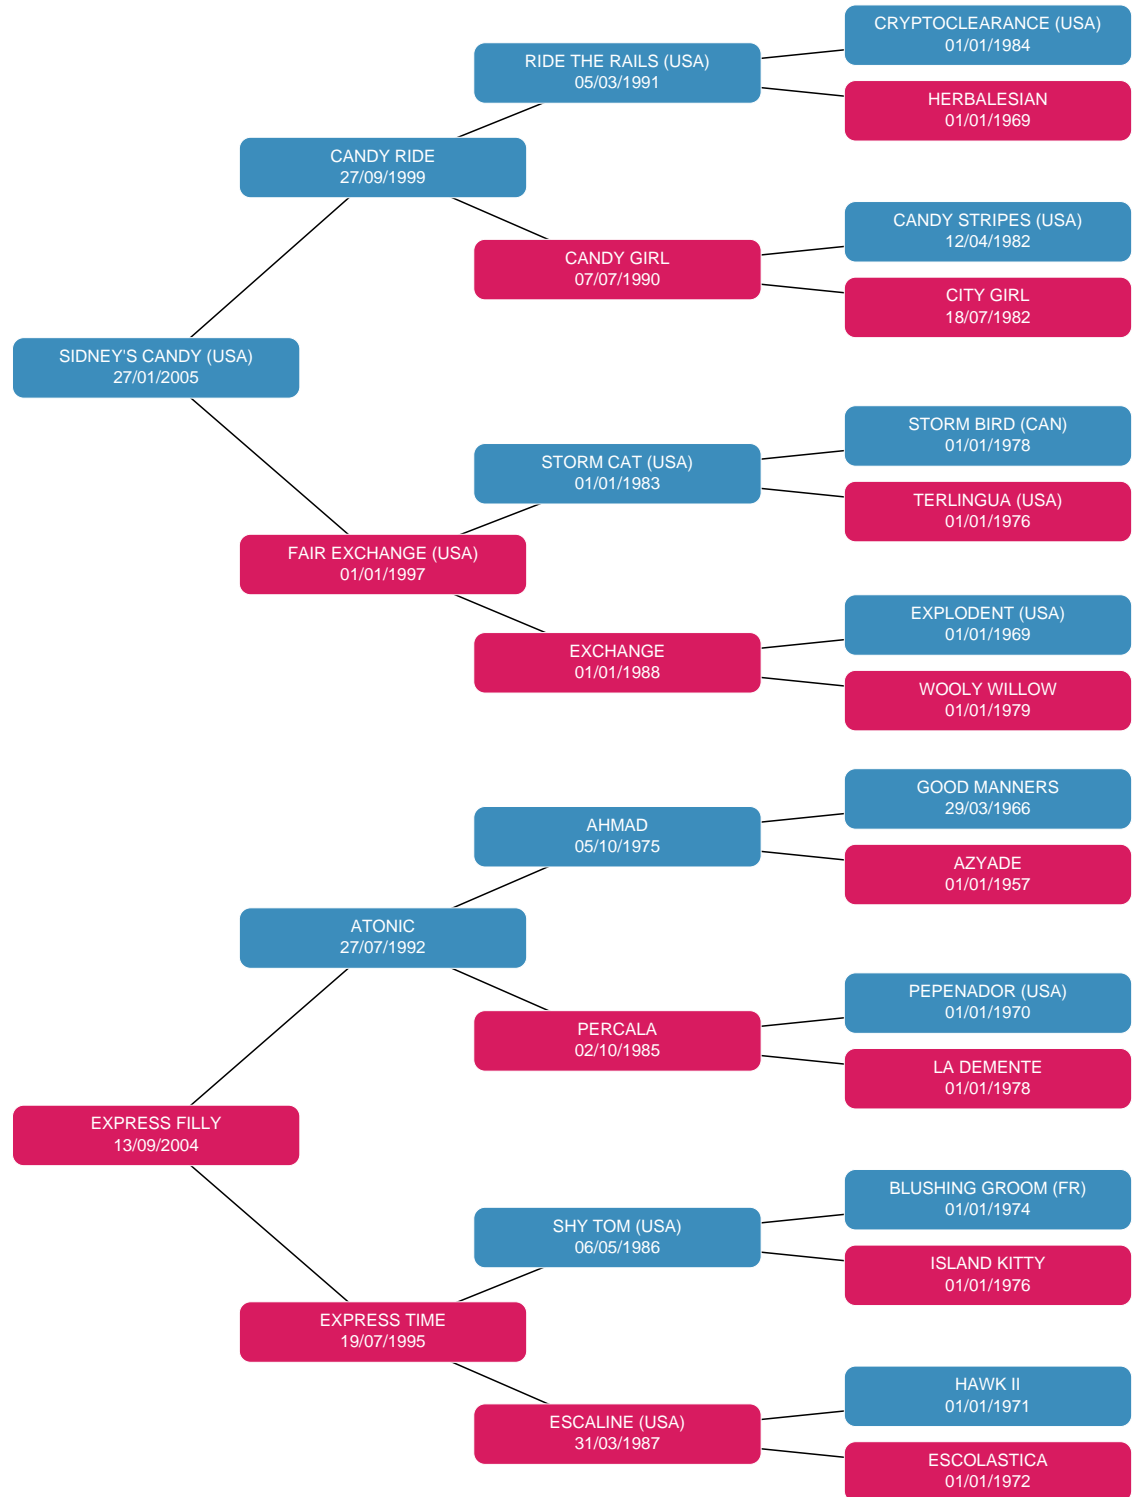 CRYPTOCLEARANCE (USA)
01/01/1984
RIDE THE RAILS (USA)
05/03/1991
HERBALESIAN
01/01/1969
CANDY RIDE
27/09/1999
CANDY STRIPES (USA)
12/04/1982
CANDY GIRL
07/07/1990
CITY GIRL
18/07/1982
SIDNEY'S CANDY (USA)
27/01/2005
STORM BIRD (CAN)
01/01/1978
STORM CAT (USA)
01/01/1983
TERLINGUA (USA)
01/01/1976
FAIR EXCHANGE (USA)
01/01/1997
EXPLODENT (USA)
01/01/1969
EXCHANGE
01/01/1988
WOOLY WILLOW
01/01/1979
GOOD MANNERS
29/03/1966
AHMAD
05/10/1975
AZYADE
01/01/1957
ATONIC
27/07/1992
PEPENADOR (USA)
01/01/1970
PERCALA
02/10/1985
LA DEMENTE
01/01/1978
EXPRESS FILLY
13/09/2004
BLUSHING GROOM (FR)
01/01/1974
SHY TOM (USA)
06/05/1986
ISLAND KITTY
01/01/1976
EXPRESS TIME
19/07/1995
HAWK II
01/01/1971
ESCALINE (USA)
31/03/1987
ESCOLASTICA
01/01/1972